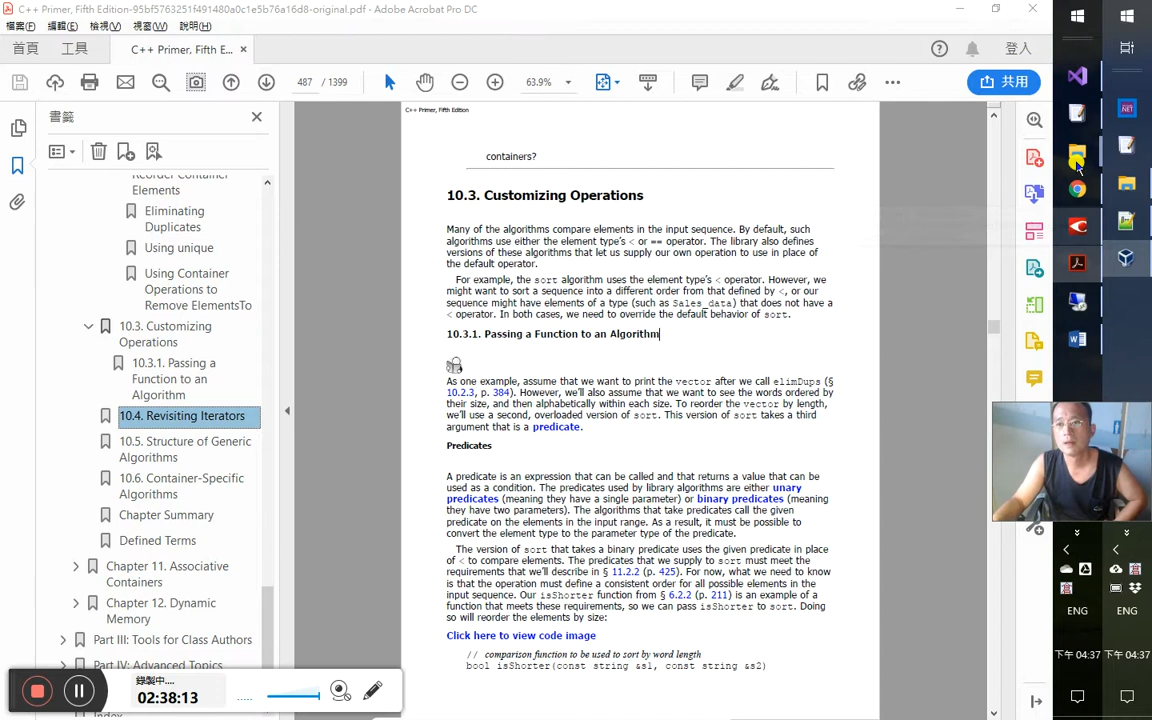 C++ Primer, Fifth Edition-95bf5763251f491480a0c1e5b76a16d8-original.pdf - Adobe Acrobat Pro DC
檔案(F) 編輯(E) 檢視(V) 視窗(W) 說明(H)
首頁 工具 C++ Primer, Fifth E... × 登入
487 / 1399 63.9% 共用
書籤
Reorder Container
Elements
Eliminating
Duplicates
Using unique
Using Container
Operations to
Remove ElementsTo
10.3. Customizing
Operations
10.3.1. Passing a
Function to an
Algorithm
10.4. Revisiting Iterators
10.5. Structure of Generic
Algorithms
10.6. Container-Specific
Algorithms
Chapter Summary
Defined Terms
Chapter 11. Associative
Containers
Chapter 12. Dynamic
Memory
Part III: Tools for Class Authors
Part IV: Advanced Topics
Index
C++ Primer, Fifth Edition
containers?
10.3. Customizing Operations
Many of the algorithms compare elements in the input sequence. By default, such
algorithms use either the element type's < or == operator. The library also defines
versions of these algorithms that let us supply our own operation to use in place of
the default operator.
For example, the sort algorithm uses the element type's < operator. However, we
might want to sort a sequence into a different order from that defined by <, or our
sequence might have elements of a type (such as Sales_data) that does not have a
< operator. In both cases, we need to override the default behavior of sort.
10.3.1. Passing a Function to an Algorithm
As one example, assume that we want to print the vector after we call elimDups (§
10.2.3, p. 384). However, we'll also assume that we want to see the words ordered by
their size, and then alphabetically within each size. To reorder the vector by length,
we'll use a second, overloaded version of sort. This version of sort takes a third
argument that is a predicate.
Predicates
A predicate is an expression that can be called and that returns a value that can be
used as a condition. The predicates used by library algorithms are either unary
predicates (meaning they have a single parameter) or binary predicates (meaning
they have two parameters). The algorithms that take predicates call the given
predicate on the elements in the input range. As a result, it must be possible to
convert the element type to the parameter type of the predicate.
The version of sort that takes a binary predicate uses the given predicate in place
of < to compare elements. The predicates that we supply to sort must meet the
requirements that we'll describe in § 11.2.2 (p. 425). For now, what we need to know
is that the operation must define a consistent order for all possible elements in the
input sequence. Our isShorter function from § 6.2.2 (p. 211) is an example of a
function that meets these requirements, so we can pass isShorter to sort. Doing
so will reorder the elements by size:
Click here to view code image
// comparison function to be used to sort by word length
bool isShorter(const string &s1, const string &s2)
錄製中....
02:38:13
NET
ENG ENG
下午 04:37 下午 04:37